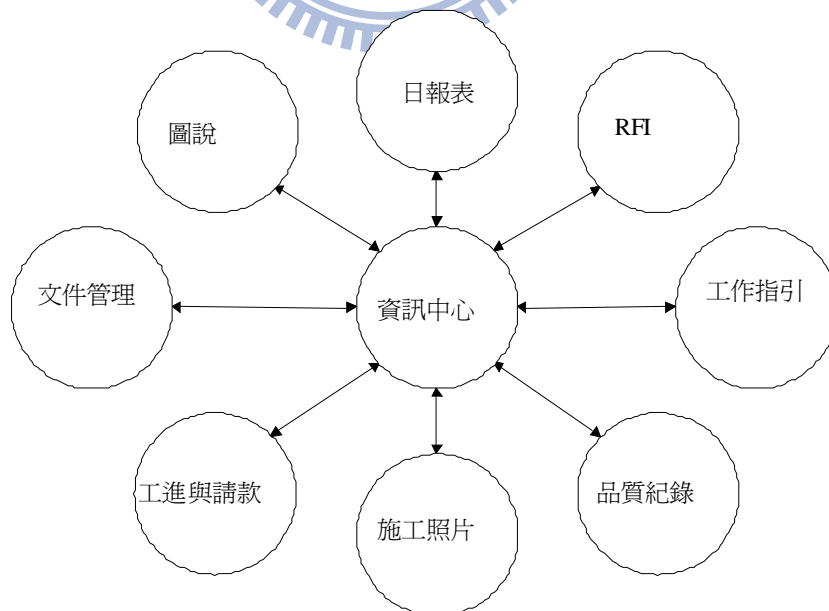 日報表
圖說
RFI
文件管理
資訊中心
工作指引
工進與請款
施工照片
品質紀錄